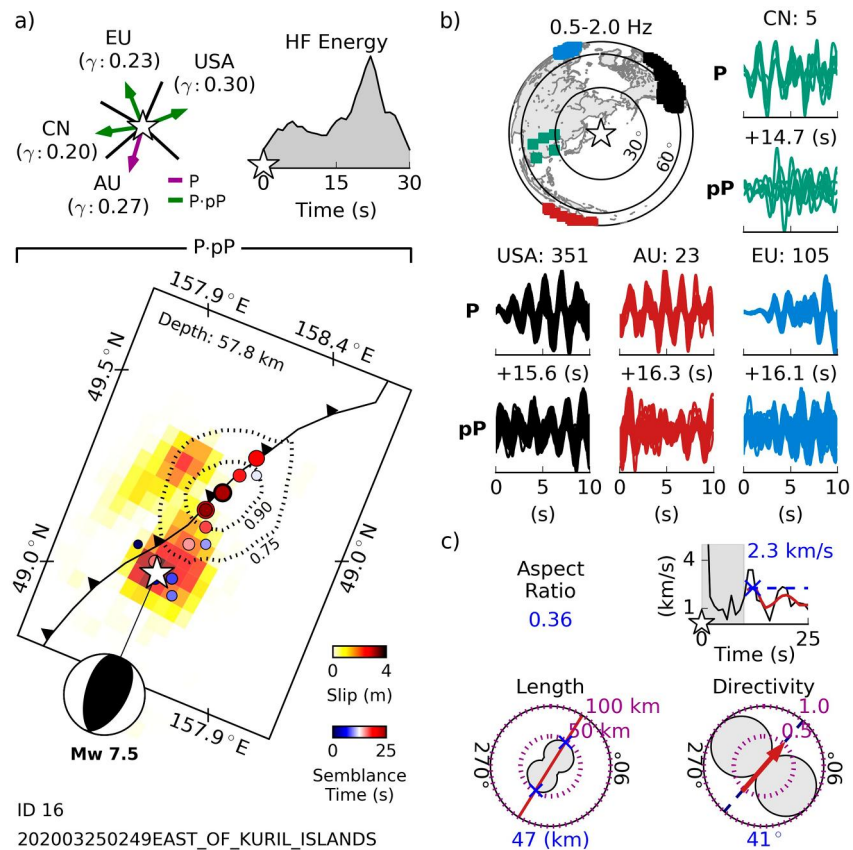 a)
EU
(γ:0.23)
USA
(γ:0.30)
CN
(γ:0.20)
AU
(γ:0.27)
P
P·pP
HF Energy
0 15 30
Time (s)
P·pP
157.9°E
158.4°E
Depth: 57.8 km
49.5°N
49.0°N
49.0°N
157.9°E
0.90
0.75
Mw 7.5
0 4
Slip (m)
0 25
Semblance
Time (s)
ID 16
202003250249EAST_OF_KURIL_ISLANDS
b)
0.5-2.0 Hz
30°
60°
CN: 5
P
+14.7 (s)
pP
USA: 351
AU: 23
EU: 105
P
+15.6 (s)
+16.3 (s)
+16.1 (s)
pP
0 5 10
0 5 10
0 5 10
(s)
(s)
(s)
c)
Aspect
Ratio
0.36
2.3 km/s
4
1
(km/s)
0 25
Time (s)
Length
100 km
50 km
270°
90°
47 (km)
Directivity
1.0
0.5
270°
90°
41°